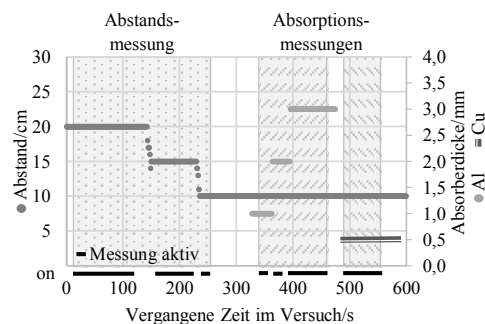 Abstands-
messung
Absorptions-
messungen
30
25
20
15
10
5
on
4,0
3,5
3,0
2,5
2,0
1,5
1,0
0,5
0,0
Abstand/cm
Absorberdicke/mm
Al
Cu
Messung aktiv
0 100 200 300 400 500 600
Vergangene Zeit im Versuch/s